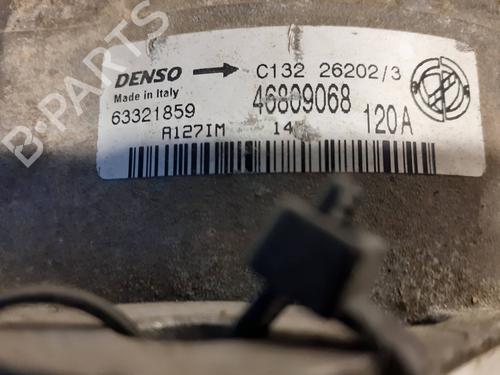 DENSO → C132 26202/3
Made in Italy 46809068
63321859 120A
A127IM 14
B-PARTS